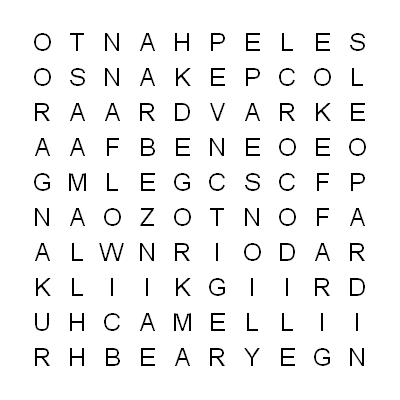 O T N A H P E L E S
O S N A K E P C O L
R A A R D V A R K E
A A F B E N E O E O
G M L E G C S C F P
N A O Z O T N O F A
A L W N R I O D A R
K L I I K G I I R D
U H C A M E L L I I
R H B E A R Y E G N